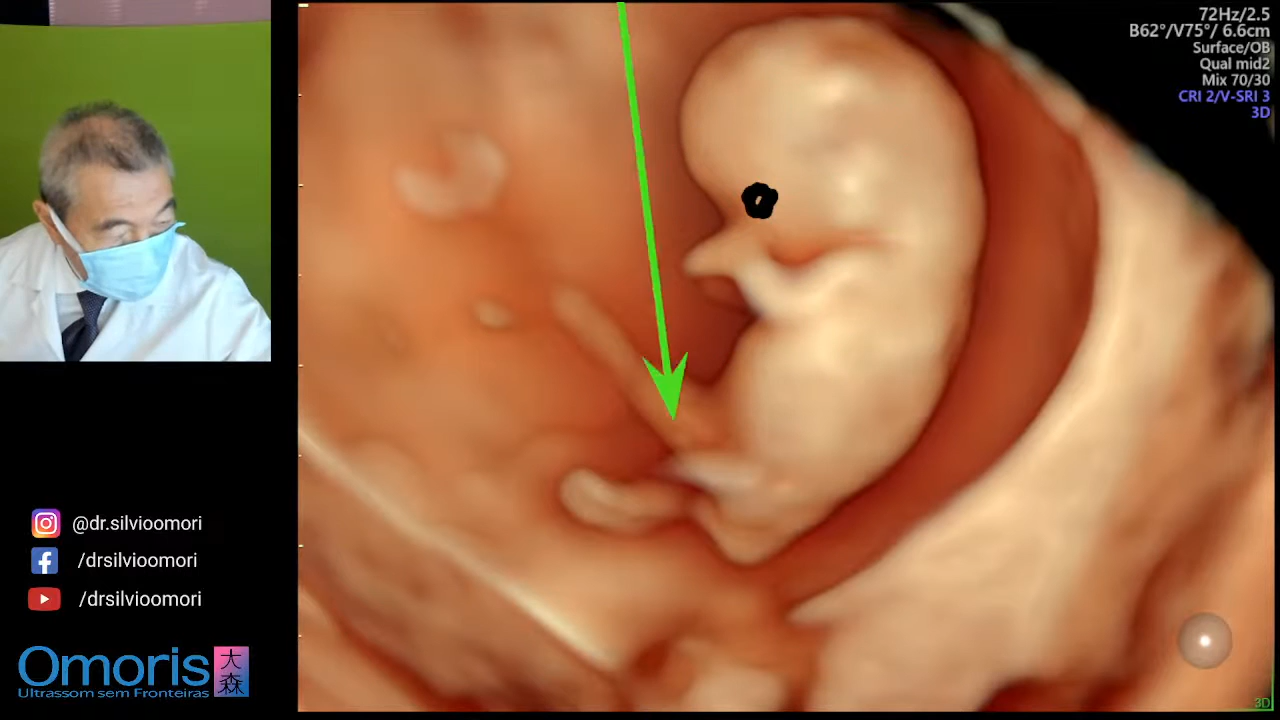 72Hz/2.5
B62°/V75°/ 6.6cm
Surface/OB
Qual mid2
Mix 70/30
CRI 2/V-SRI 3
3D
@dr.silvioomori
/drsilvioomori
/drsilvioomori
Omoris 大森
Ultrassom sem Fronteiras
3D